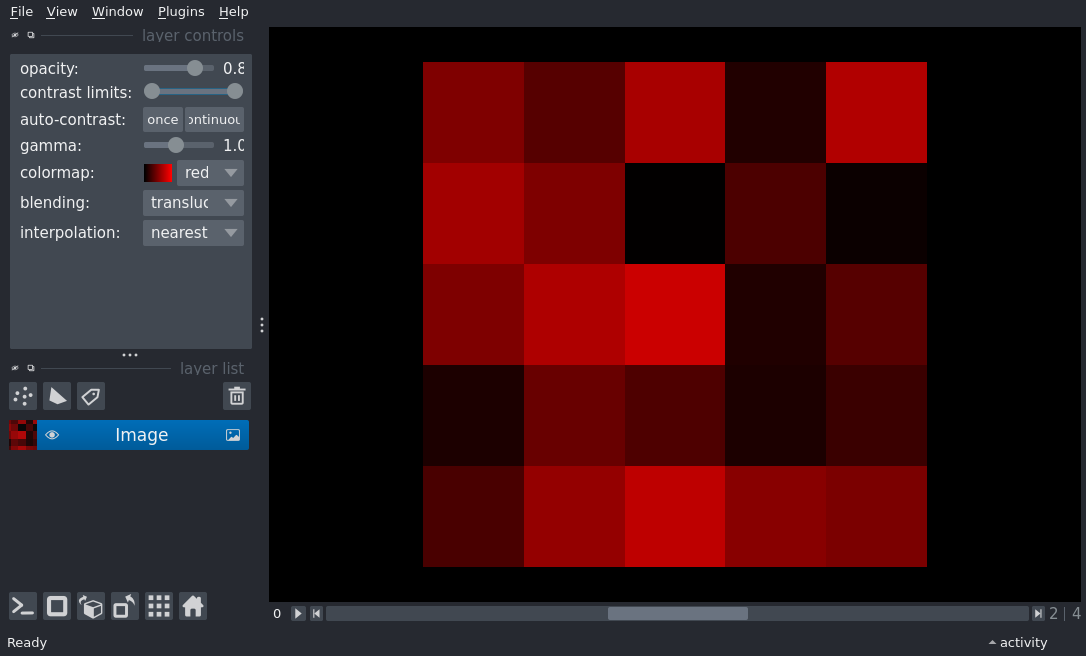 File View Window Plugins Help
layer controls
opacity: 0.8
contrast limits:
auto-contrast: once ontinuou
gamma: 1.0
colormap: red
blending: transluc
interpolation: nearest
layer list
Image
0 2 | 4
Ready activity